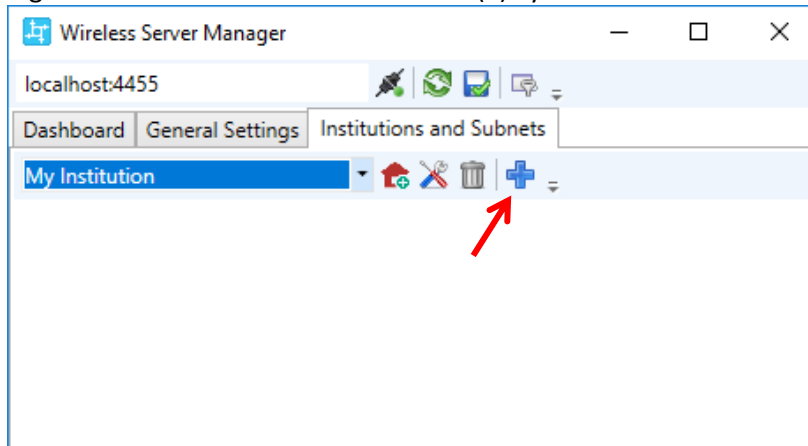 Wireless Server Manager
localhost:4455
Dashboard General Settings Institutions and Subnets
My Institution